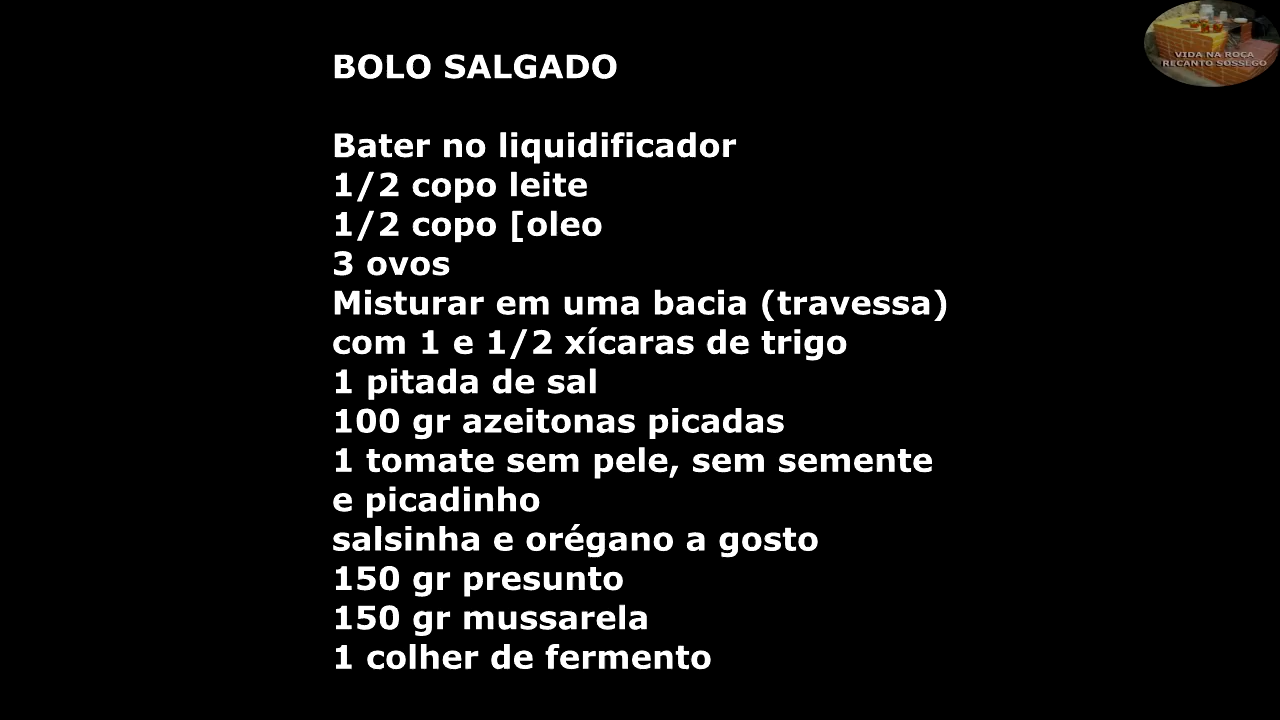 BOLO SALGADO
Bater no liquidificador
1/2 copo leite
1/2 copo [oleo
3 ovos
Misturar em uma bacia (travessa)
com 1 e 1/2 xícaras de trigo
1 pitada de sal
100 gr azeitonas picadas
1 tomate sem pele, sem semente
e picadinho
salsinha e orégano a gosto
150 gr presunto
150 gr mussarela
1 colher de fermento
VIDA NA ROCA
RECANTO SOSSEGO